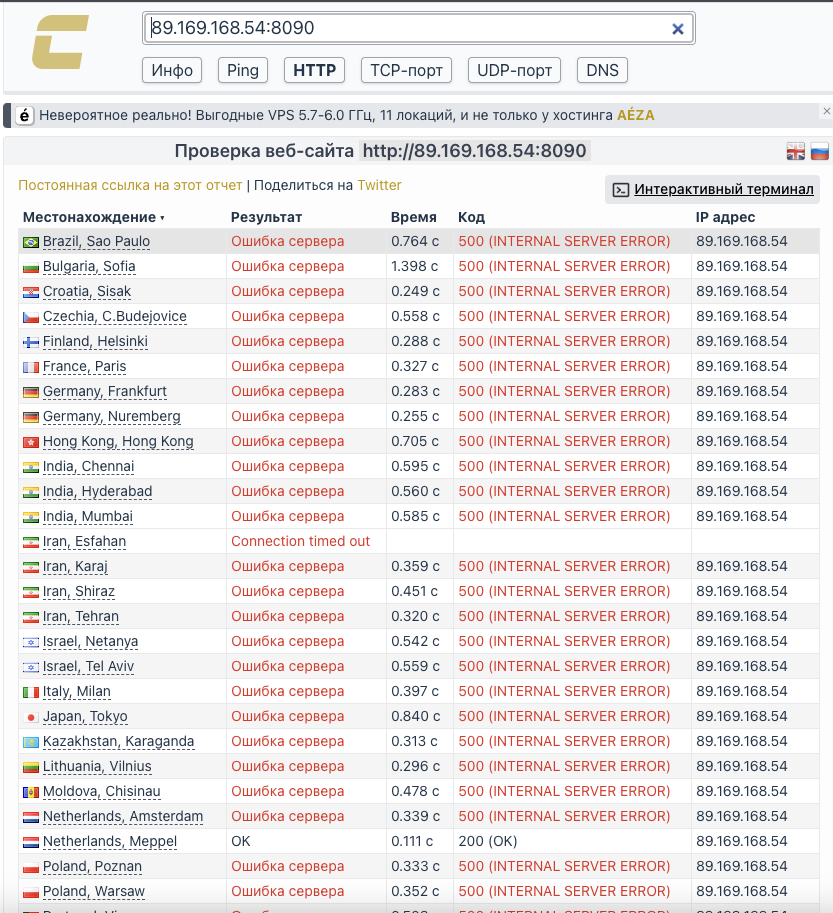 89.169.168.54:8090
Инфо Ping HTTP TCP-порт UDP-порт DNS
é Невероятное реально! Выгодные VPS 5.7-6.0 ГГц, 11 локаций, и не только у хостинга AÉZA
Проверка веб-сайта http://89.169.168.54:8090
Постоянная ссылка на этот отчет | Поделиться на Twitter
Интерактивный терминал
Местонахождение Результат Время Код IP адрес
Brazil, Sao Paulo Ошибка сервера 0.764 с 500 (INTERNAL SERVER ERROR) 89.169.168.54
Bulgaria, Sofia Ошибка сервера 1.398 с 500 (INTERNAL SERVER ERROR) 89.169.168.54
Croatia, Sisak Ошибка сервера 0.249 с 500 (INTERNAL SERVER ERROR) 89.169.168.54
Czechia, C.Budejovice Ошибка сервера 0.558 с 500 (INTERNAL SERVER ERROR) 89.169.168.54
Finland, Helsinki Ошибка сервера 0.288 с 500 (INTERNAL SERVER ERROR) 89.169.168.54
France, Paris Ошибка сервера 0.327 с 500 (INTERNAL SERVER ERROR) 89.169.168.54
Germany, Frankfurt Ошибка сервера 0.283 с 500 (INTERNAL SERVER ERROR) 89.169.168.54
Germany, Nuremberg Ошибка сервера 0.255 с 500 (INTERNAL SERVER ERROR) 89.169.168.54
Hong Kong, Hong Kong Ошибка сервера 0.705 с 500 (INTERNAL SERVER ERROR) 89.169.168.54
India, Chennai Ошибка сервера 0.595 с 500 (INTERNAL SERVER ERROR) 89.169.168.54
India, Hyderabad Ошибка сервера 0.560 с 500 (INTERNAL SERVER ERROR) 89.169.168.54
India, Mumbai Ошибка сервера 0.585 с 500 (INTERNAL SERVER ERROR) 89.169.168.54
Iran, Esfahan Connection timed out
Iran, Karaj Ошибка сервера 0.359 с 500 (INTERNAL SERVER ERROR) 89.169.168.54
Iran, Shiraz Ошибка сервера 0.451 с 500 (INTERNAL SERVER ERROR) 89.169.168.54
Iran, Tehran Ошибка сервера 0.320 с 500 (INTERNAL SERVER ERROR) 89.169.168.54
Israel, Netanya Ошибка сервера 0.542 с 500 (INTERNAL SERVER ERROR) 89.169.168.54
Israel, Tel Aviv Ошибка сервера 0.559 с 500 (INTERNAL SERVER ERROR) 89.169.168.54
Italy, Milan Ошибка сервера 0.397 с 500 (INTERNAL SERVER ERROR) 89.169.168.54
Japan, Tokyo Ошибка сервера 0.840 с 500 (INTERNAL SERVER ERROR) 89.169.168.54
Kazakhstan, Karaganda Ошибка сервера 0.313 с 500 (INTERNAL SERVER ERROR) 89.169.168.54
Lithuania, Vilnius Ошибка сервера 0.296 с 500 (INTERNAL SERVER ERROR) 89.169.168.54
Moldova, Chisinau Ошибка сервера 0.478 с 500 (INTERNAL SERVER ERROR) 89.169.168.54
Netherlands, Amsterdam Ошибка сервера 0.339 с 500 (INTERNAL SERVER ERROR) 89.169.168.54
Netherlands, Meppel OK 0.111 с 200 (OK) 89.169.168.54
Poland, Poznan Ошибка сервера 0.333 с 500 (INTERNAL SERVER ERROR) 89.169.168.54
Poland, Warsaw Ошибка сервера 0.352 с 500 (INTERNAL SERVER ERROR) 89.169.168.54